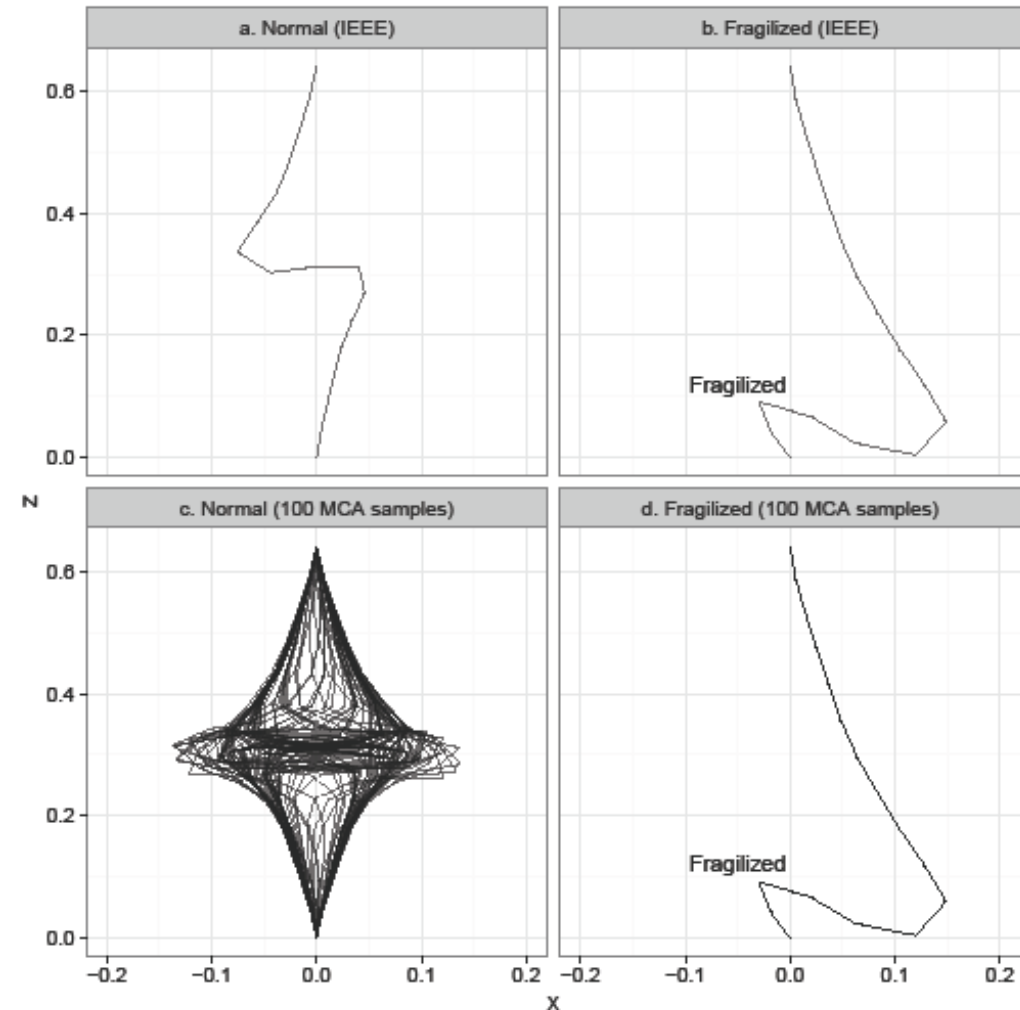 a. Normal (IEEE)
b. Fragilized (IEEE)
0.6
0.4
0.2
0.0
Fragilized
z
c. Normal (100 MCA samples)
d. Fragilized (100 MCA samples)
0.6
0.4
0.2
0.0
Fragilized
−0.2
−0.1
0.0
0.1
0.2
−0.2
−0.1
0.0
0.1
0.2
x